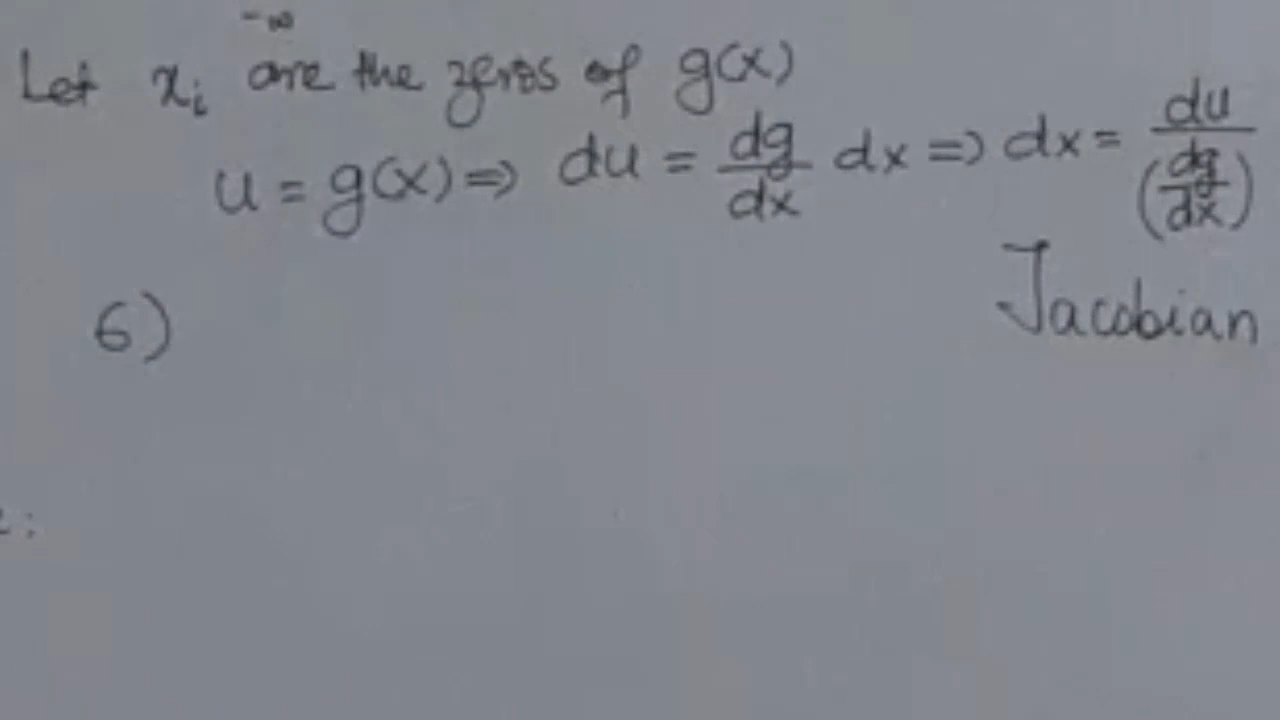 -∞
Let xᵢ are the zeros of g(x)
u = g(x) ⇒ du = dg/dx dx ⇒ dx = du/(dg/dx)
Jacobian
6)